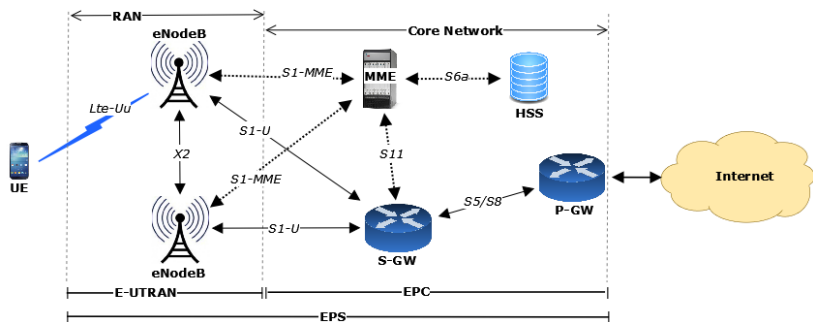 RAN
Core Network
eNodeB
S1-MME
MME
S6a
HSS
Lte-Uu
S1-U
UE
X2
S1-MME
S11
S5/S8
P-GW
Internet
eNodeB
S1-U
S-GW
E-UTRAN
EPC
EPS